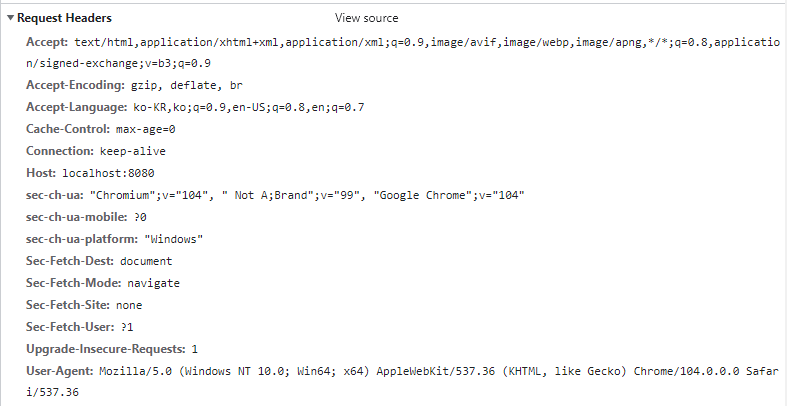 Request Headers View source
Accept: text/html,application/xhtml+xml,application/xml;q=0.9,image/avif,image/webp,image/apng,*/*;q=0.8,applicatio
n/signed-exchange;v=b3;q=0.9
Accept-Encoding: gzip, deflate, br
Accept-Language: ko-KR,ko;q=0.9,en-US;q=0.8,en;q=0.7
Cache-Control: max-age=0
Connection: keep-alive
Host: localhost:8080
sec-ch-ua: "Chromium";v="104", " Not A;Brand";v="99", "Google Chrome";v="104"
sec-ch-ua-mobile: ?0
sec-ch-ua-platform: "Windows"
Sec-Fetch-Dest: document
Sec-Fetch-Mode: navigate
Sec-Fetch-Site: none
Sec-Fetch-User: ?1
Upgrade-Insecure-Requests: 1
User-Agent: Mozilla/5.0 (Windows NT 10.0; Win64; x64) AppleWebKit/537.36 (KHTML, like Gecko) Chrome/104.0.0.0 Safar
i/537.36